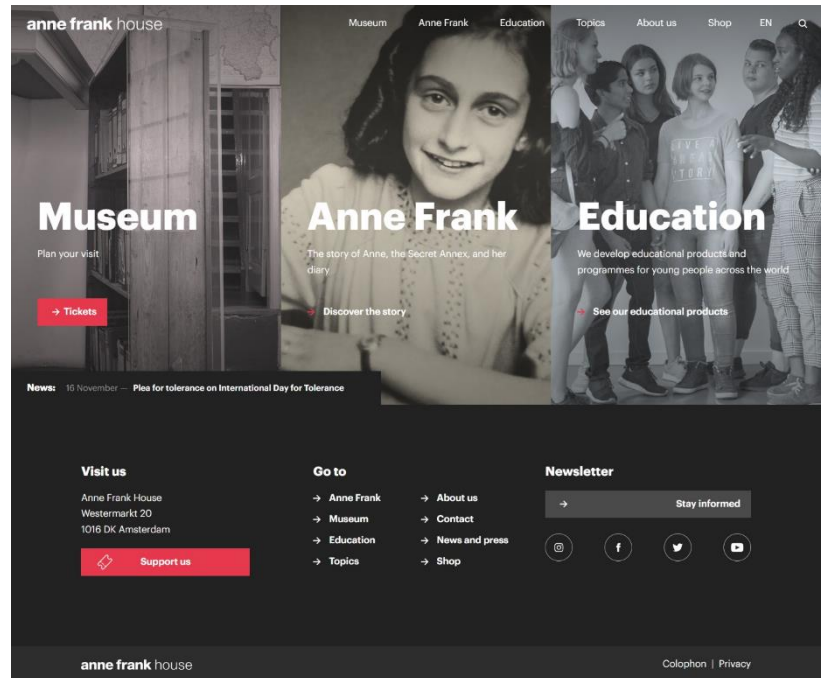 anne frank house
Museum Anne Frank Education Topics About us Shop EN
Museum
Plan your visit
→ Tickets
Anne Frank
The story of Anne, the Secret Annex, and her
diary
→ Discover the story
Education
We develop educational products and
programmes for young people across the world
→ See our educational products
News: 16 November — Plea for tolerance on International Day for Tolerance
Visit us
Anne Frank House
Westermarkt 20
1016 DK Amsterdam
Support us
Go to
→ Anne Frank
→ Museum
→ Education
→ Topics
→ About us
→ Contact
→ News and press
→ Shop
Newsletter
→ Stay informed
anne frank house
Colophon | Privacy